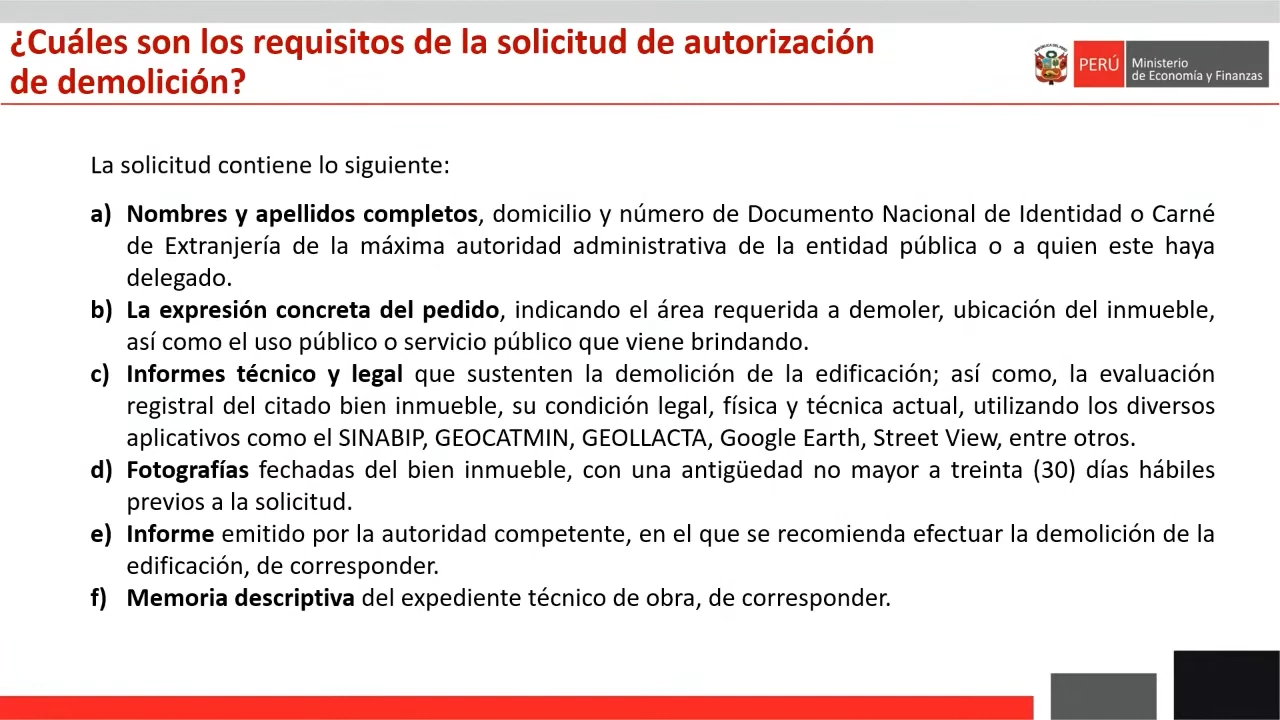 ¿Cuáles son los requisitos de la solicitud de autorización
de demolición?
PERÚ
Ministerio
de Economía y Finanzas
La solicitud contiene lo siguiente:
a) Nombres y apellidos completos, domicilio y número de Documento Nacional de Identidad o Carné
de Extranjería de la máxima autoridad administrativa de la entidad pública o a quien este haya
delegado.
b) La expresión concreta del pedido, indicando el área requerida a demoler, ubicación del inmueble,
así como el uso público o servicio público que viene brindando.
c) Informes técnico y legal que sustenten la demolición de la edificación; así como, la evaluación
registral del citado bien inmueble, su condición legal, física y técnica actual, utilizando los diversos
aplicativos como el SINABIP, GEOCATMIN, GEOLLACTA, Google Earth, Street View, entre otros.
d) Fotografías fechadas del bien inmueble, con una antigüedad no mayor a treinta (30) días hábiles
previos a la solicitud.
e) Informe emitido por la autoridad competente, en el que se recomienda efectuar la demolición de la
edificación, de corresponder.
f) Memoria descriptiva del expediente técnico de obra, de corresponder.